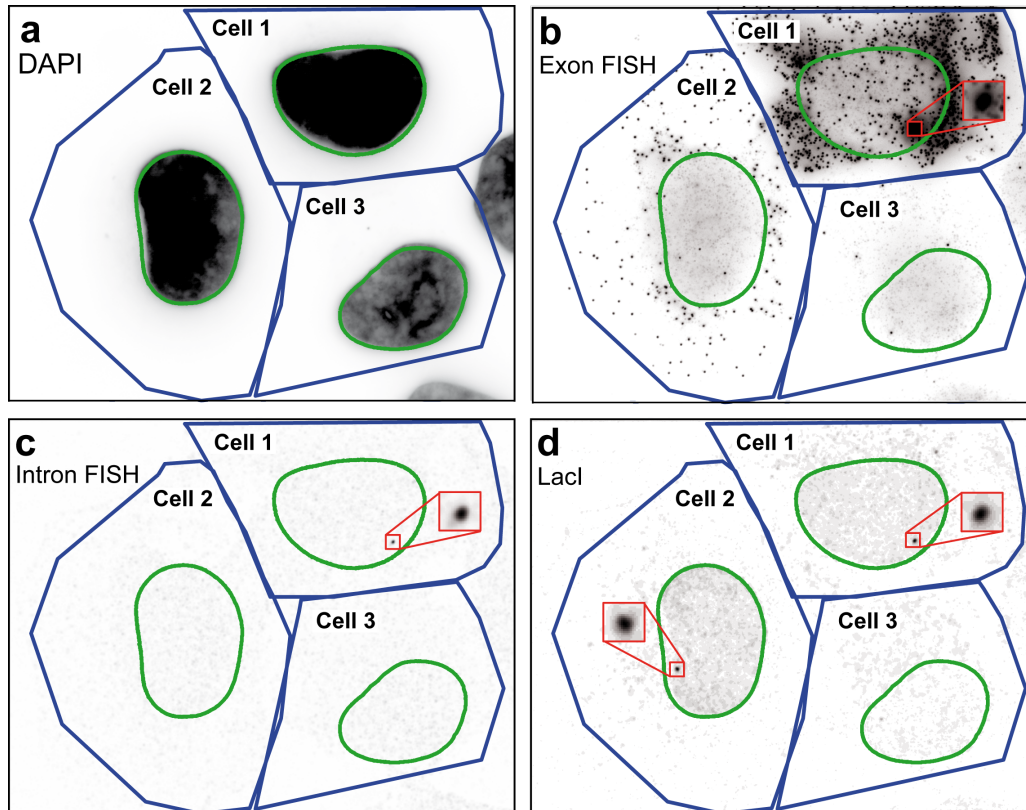 a
DAPI
Cell 1
Cell 2
Cell 3
b
Exon FISH
Cell 1
Cell 2
Cell 3
c
Intron FISH
Cell 1
Cell 2
Cell 3
d
LacI
Cell 1
Cell 2
Cell 3